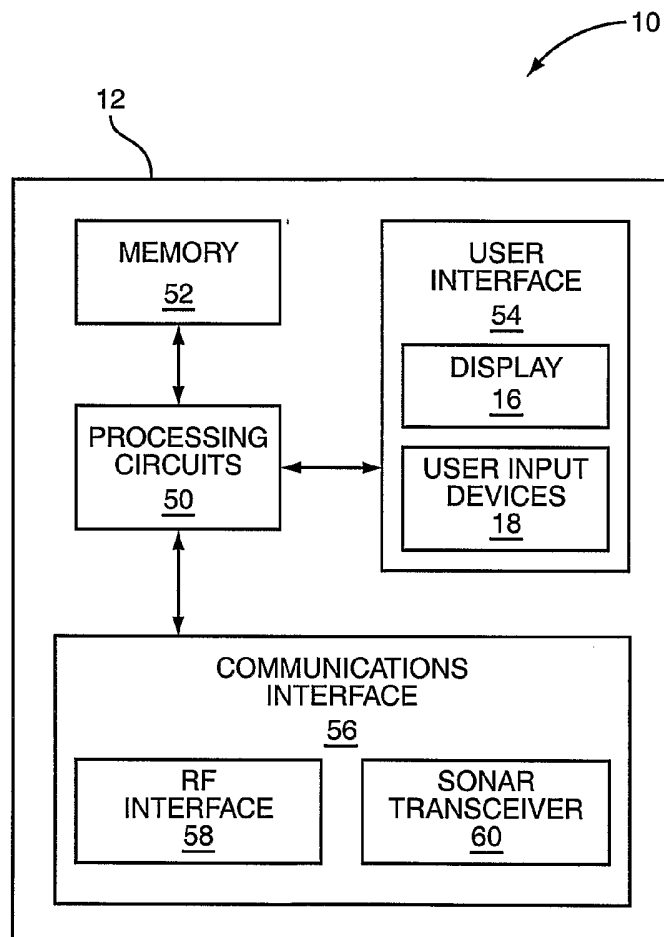 10
12
MEMORY
52
USER
INTERFACE
54
DISPLAY
16
USER INPUT
DEVICES
18
PROCESSING
CIRCUITS
50
COMMUNICATIONS
INTERFACE
56
RF
INTERFACE
58
SONAR
TRANSCEIVER
60